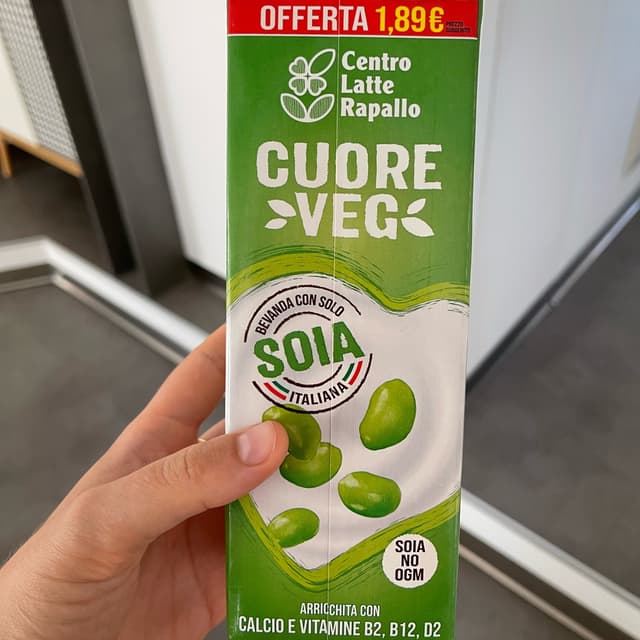 OFFERTA 1,89€ PREZZO SUGGERITO
Centro
Latte
Rapallo
CUORE
VEG
BEVANDA CON SOLO
SOIA
ITALIANA
SOIA
NO
OGM
ARRICCHITA CON
CALCIO E VITAMINE B2, B12, D2